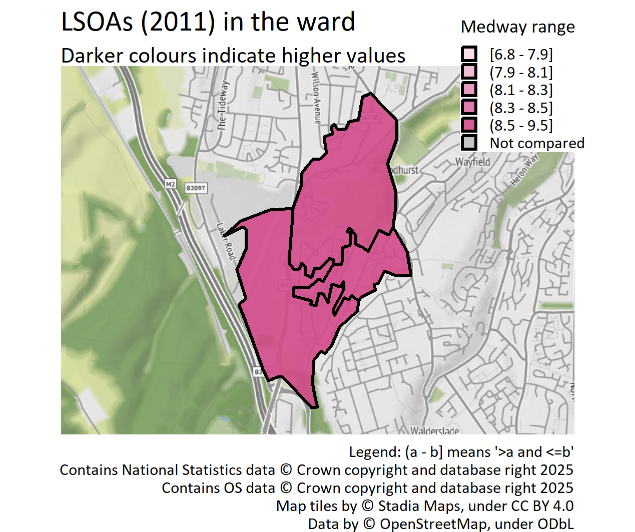 LSOAs (2011) in the ward
Darker colours indicate higher values
Medway range
[6.8 - 7.9]
(7.9 - 8.1]
(8.1 - 8.3]
(8.3 - 8.5]
(8.5 - 9.5]
Not compared
The-Tideway
Wilson-Avenue
M2
B2097
dhurst
Wayfield
Heron-Way
Road
Walderslade
Legend: (a - b] means '>a and <=b'
Contains National Statistics data © Crown copyright and database right 2025
Contains OS data © Crown copyright and database right 2025
Map tiles by © Stadia Maps, under CC BY 4.0
Data by © OpenStreetMap, under ODbL